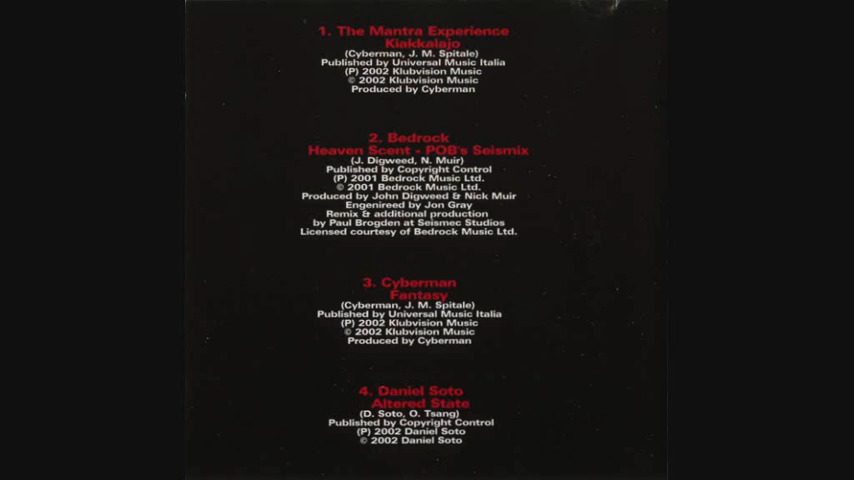 1. The Mantra Experience
Kiakkalajo
(Cyberman, J. M. Spitale)
Published by Universal Music Italia
(P) 2002 Klubvision Music
© 2002 Klubvision Music
Produced by Cyberman
2. Bedrock
Heaven Scent - POB's Seismix
(J. Digweed, N. Muir)
Published by Copyright Control
(P) 2001 Bedrock Music Ltd.
© 2001 Bedrock Music Ltd.
Produced by John Digweed & Nick Muir
Engenireed by Jon Gray
Remix & additional production
by Paul Brogden at Seismec Studios
Licensed courtesy of Bedrock Music Ltd.
3. Cyberman
Fantasy
(Cyberman, J. M. Spitale)
Published by Universal Music Italia
(P) 2002 Klubvision Music
© 2002 Klubvision Music
Produced by Cyberman
4. Daniel Soto
Altered State
(D. Soto, O. Tsang)
Published by Copyright Control
(P) 2002 Daniel Soto
© 2002 Daniel Soto